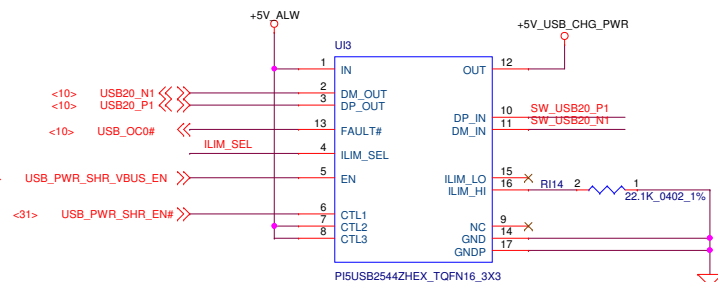 +5V_ALW
+5V_USB_CHG_PWR
UI3
1 IN OUT 12
<10> USB20_N1 2 DM_OUT
<10> USB20_P1 3 DP_OUT
DP_IN 10 SW_USB20_P1
DM_IN 11 SW_USB20_N1
<10> USB_OC0# 13 FAULT#
ILIM_SEL 4 ILIM_SEL
USB_PWR_SHR_VBUS_EN 5 EN
ILIM_LO 15
ILIM_HI 16 RI14 2 1
22.1K_0402_1%
<31> USB_PWR_SHR_EN# 6 CTL1
7 CTL2
8 CTL3
NC 9
GND 14
GNDP 17
PI5USB2544ZHEX_TQFN16_3X3